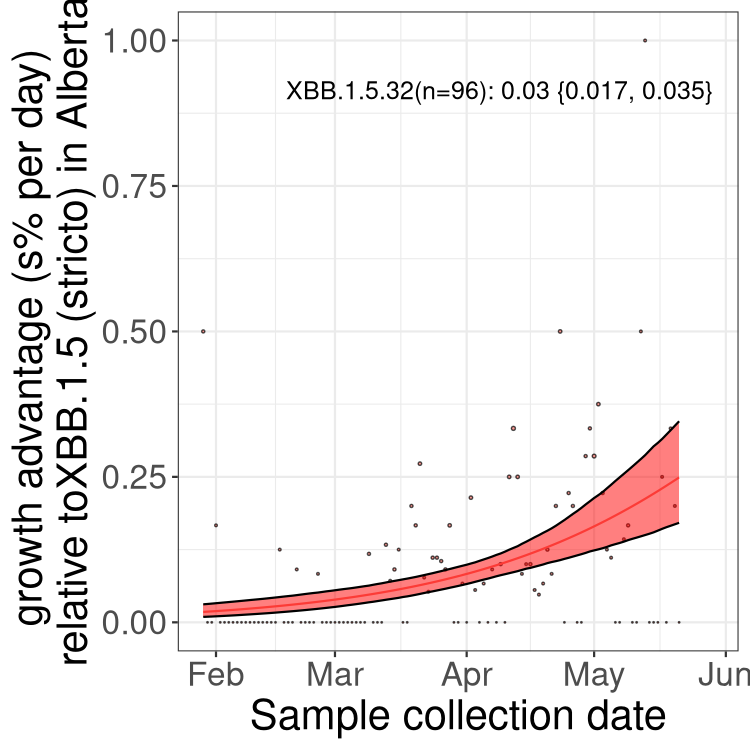 growth advantage (s% per day)
relative toXBB.1.5 (stricto) in Alberta
1.00
XBB.1.5.32(n=96): 0.03 {0.017, 0.035}
0.75
0.50
0.25
0.00
Feb Mar Apr May Jun
Sample collection date